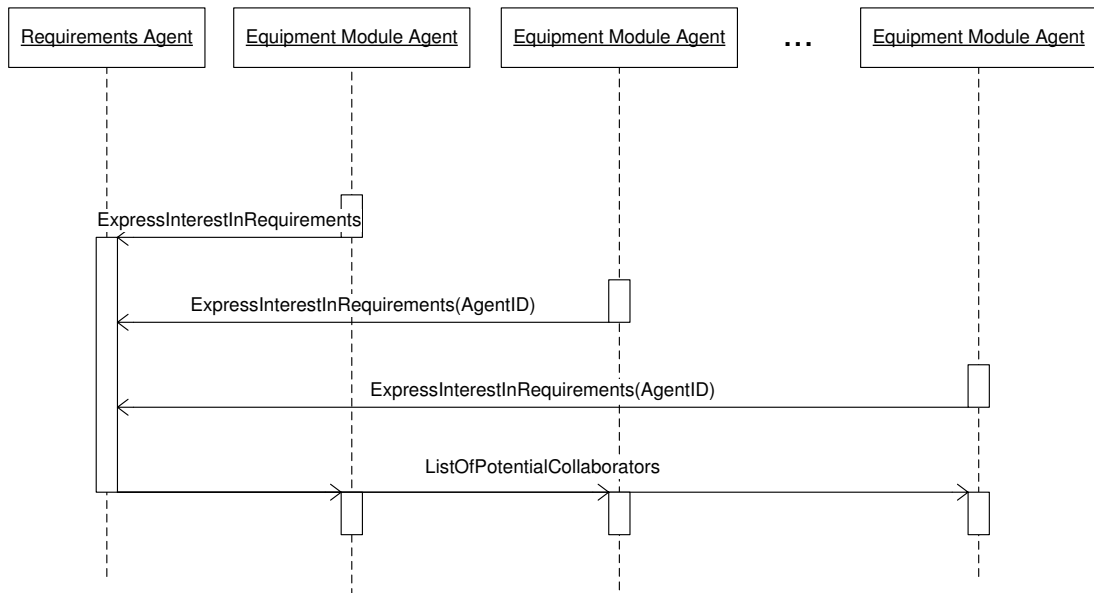 Requirements Agent
Equipment Module Agent
Equipment Module Agent
...
Equipment Module Agent
ExpressInterestInRequirements
ExpressInterestInRequirements(AgentID)
ExpressInterestInRequirements(AgentID)
ListOfPotentialCollaborators